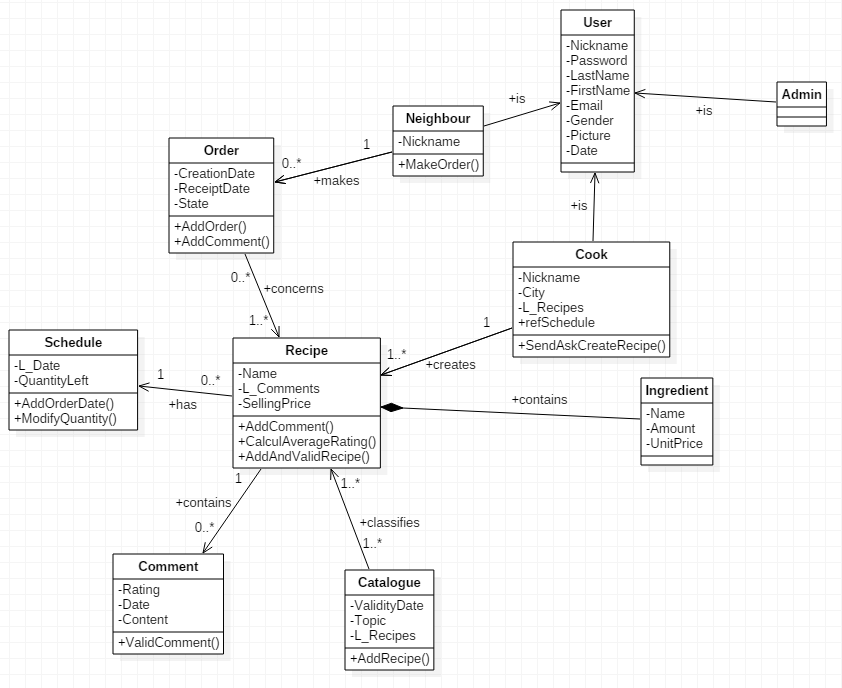 User
-Nickname
-Password
-LastName
-FirstName
-Email
-Gender
-Picture
-Date
Admin
+is
Neighbour
-Nickname
+MakeOrder()
+is
Order
-CreationDate
-ReceiptDate
-State
+AddOrder()
+AddComment()
1
0..*
+makes
+is
Cook
-Nickname
-City
-L_Recipes
+refSchedule
+SendAskCreateRecipe()
0..*
+concerns
1..*
1
1..*
+creates
Schedule
-L_Date
-QuantityLeft
+AddOrderDate()
+ModifyQuantity()
1
0..*
+has
Recipe
-Name
-L_Comments
-SellingPrice
+AddComment()
+CalculAverageRating()
+AddAndValidRecipe()
+contains
Ingredient
-Name
-Amount
-UnitPrice
1
+contains
0..*
1..*
+classifies
1..*
Comment
-Rating
-Date
-Content
+ValidComment()
Catalogue
-ValidityDate
-Topic
-L_Recipes
+AddRecipe()